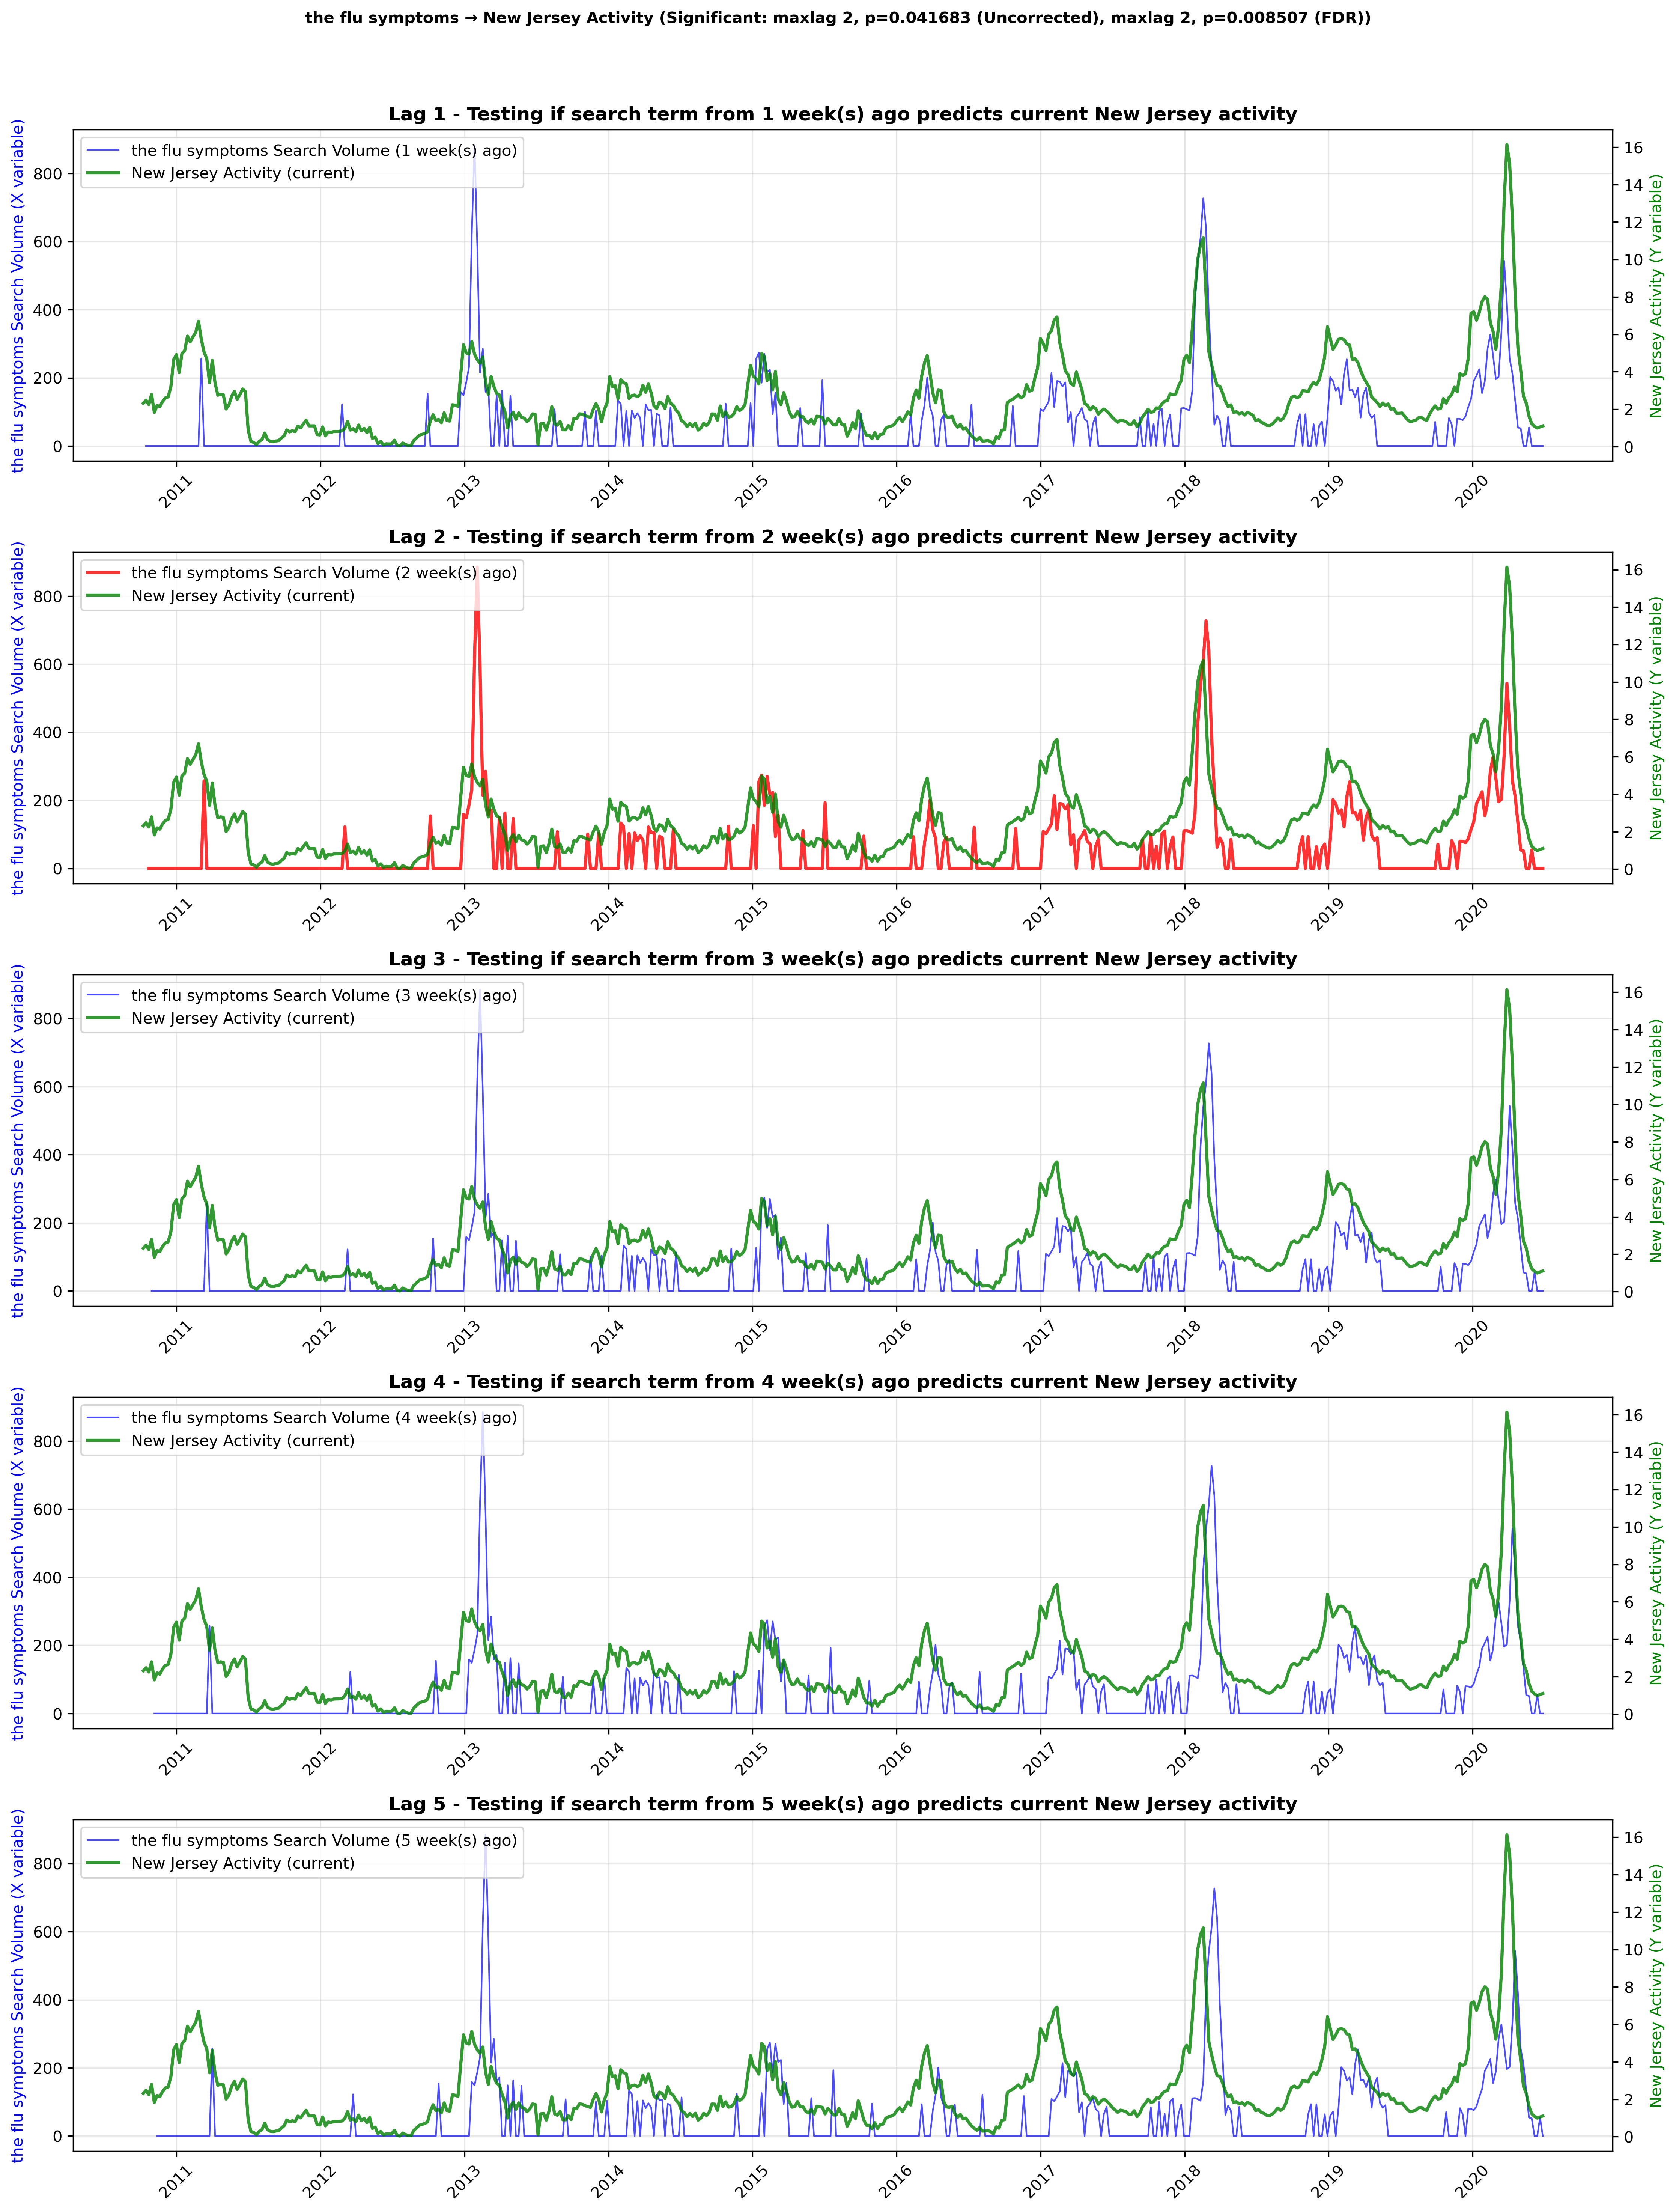 the flu symptoms → New Jersey Activity (Significant: maxlag 2, p=0.041683 (Uncorrected), maxlag 2, p=0.008507 (FDR))
Lag 1 - Testing if search term from 1 week(s) ago predicts current New Jersey activity
the flu symptoms Search Volume (X variable)
800
600
400
200
0
the flu symptoms Search Volume (1 week(s) ago)
New Jersey Activity (current)
16
14
12
10
8
6
4
2
0
New Jersey Activity (Y variable)
2011 2012 2013 2014 2015 2016 2017 2018 2019 2020
Lag 2 - Testing if search term from 2 week(s) ago predicts current New Jersey activity
the flu symptoms Search Volume (X variable)
800
600
400
200
0
the flu symptoms Search Volume (2 week(s) ago)
New Jersey Activity (current)
16
14
12
10
8
6
4
2
0
New Jersey Activity (Y variable)
2011 2012 2013 2014 2015 2016 2017 2018 2019 2020
Lag 3 - Testing if search term from 3 week(s) ago predicts current New Jersey activity
the flu symptoms Search Volume (X variable)
800
600
400
200
0
the flu symptoms Search Volume (3 week(s) ago)
New Jersey Activity (current)
16
14
12
10
8
6
4
2
0
New Jersey Activity (Y variable)
2011 2012 2013 2014 2015 2016 2017 2018 2019 2020
Lag 4 - Testing if search term from 4 week(s) ago predicts current New Jersey activity
the flu symptoms Search Volume (X variable)
800
600
400
200
0
the flu symptoms Search Volume (4 week(s) ago)
New Jersey Activity (current)
16
14
12
10
8
6
4
2
0
New Jersey Activity (Y variable)
2011 2012 2013 2014 2015 2016 2017 2018 2019 2020
Lag 5 - Testing if search term from 5 week(s) ago predicts current New Jersey activity
the flu symptoms Search Volume (X variable)
800
600
400
200
0
the flu symptoms Search Volume (5 week(s) ago)
New Jersey Activity (current)
16
14
12
10
8
6
4
2
0
New Jersey Activity (Y variable)
2011 2012 2013 2014 2015 2016 2017 2018 2019 2020